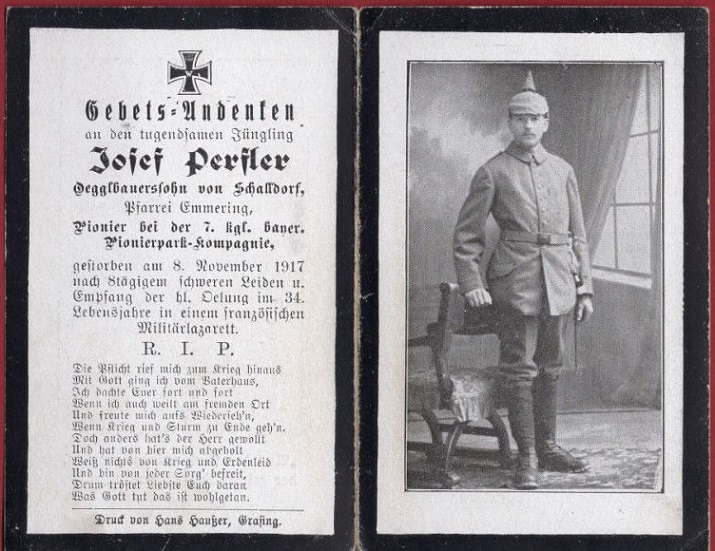 W
Gebets-Andenken
an den tugendsamen Jüngling
Josef Perfler
Oegglbauerssohn von Schalldorf,
Pfarrei Emmering,
Pionier bei der 7. kgl. bayer.
Pionierpark-Kompagnie,
gestorben am 8. November 1917
nach 8tägigem schweren Leiden u.
Empfang der hl. Oelung im 34.
Lebensjahre in einem französischen
Militärlazarett.
R. I. P.
Die Pflicht rief mich zum Krieg hinaus
Mit Gott ging ich vom Vaterhaus,
Ich dachte Euer fort und fort
Wenn ich auch weilt am fremden Ort
Und freute mich aufs Wiederseh'n,
Wenn Krieg und Sturm zu Ende geh'n.
Doch anders hat's der Herr gewollt
Und hat von hier mich abgeholt
Weiß nichts von Krieg und Erdenleid
Und bin von jeder Sorg' befreit,
Drum tröstet Liebste Euch daran
Was Gott tut das ist wohlgetan.
Druck von Hans Haußer, Grafing.